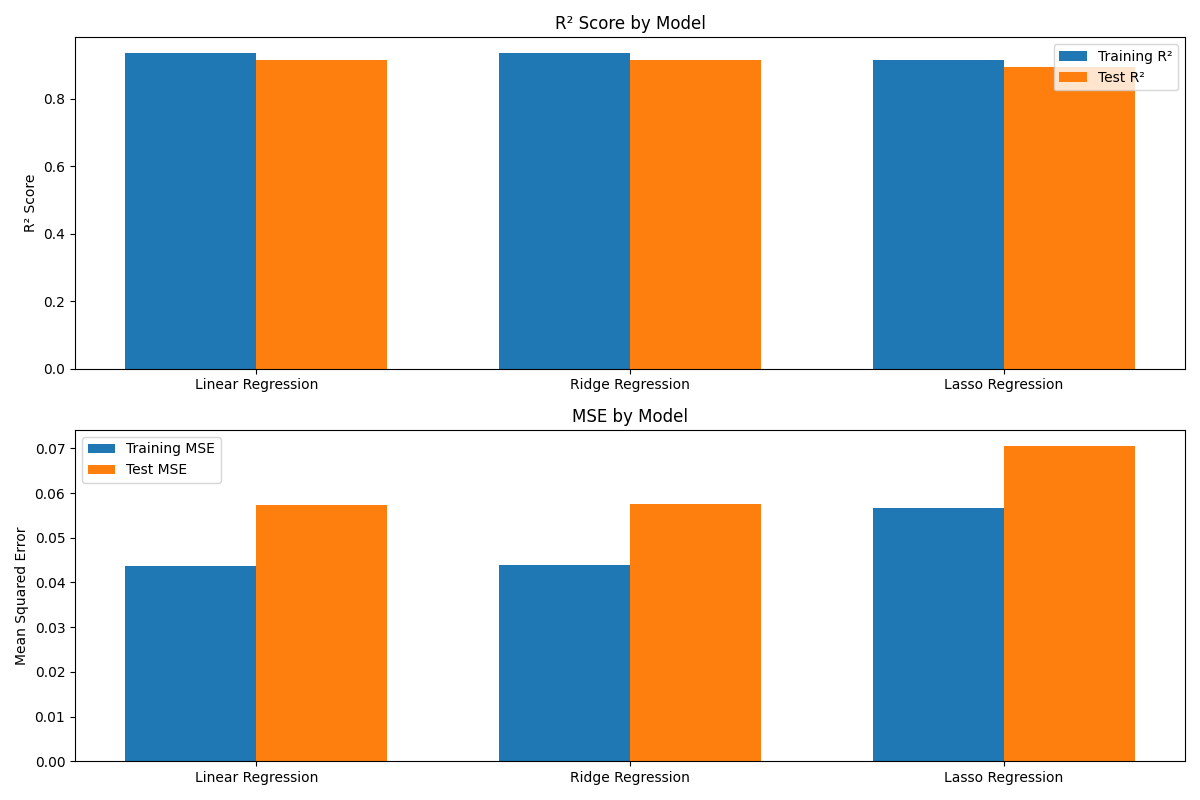 R² Score by Model
Training R²
Test R²
0.8
0.6
0.4
0.2
0.0
R² Score
Linear Regression
Ridge Regression
Lasso Regression
MSE by Model
Training MSE
Test MSE
0.07
0.06
0.05
0.04
0.03
0.02
0.01
0.00
Mean Squared Error
Linear Regression
Ridge Regression
Lasso Regression